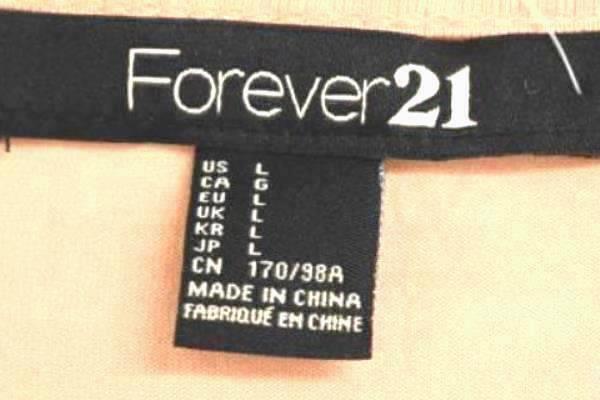 Forever21
US L
CA G
EU L
UK L
KR L
JP L
CN 170/98A
MADE IN CHINA
FABRIQUÉ EN CHINE